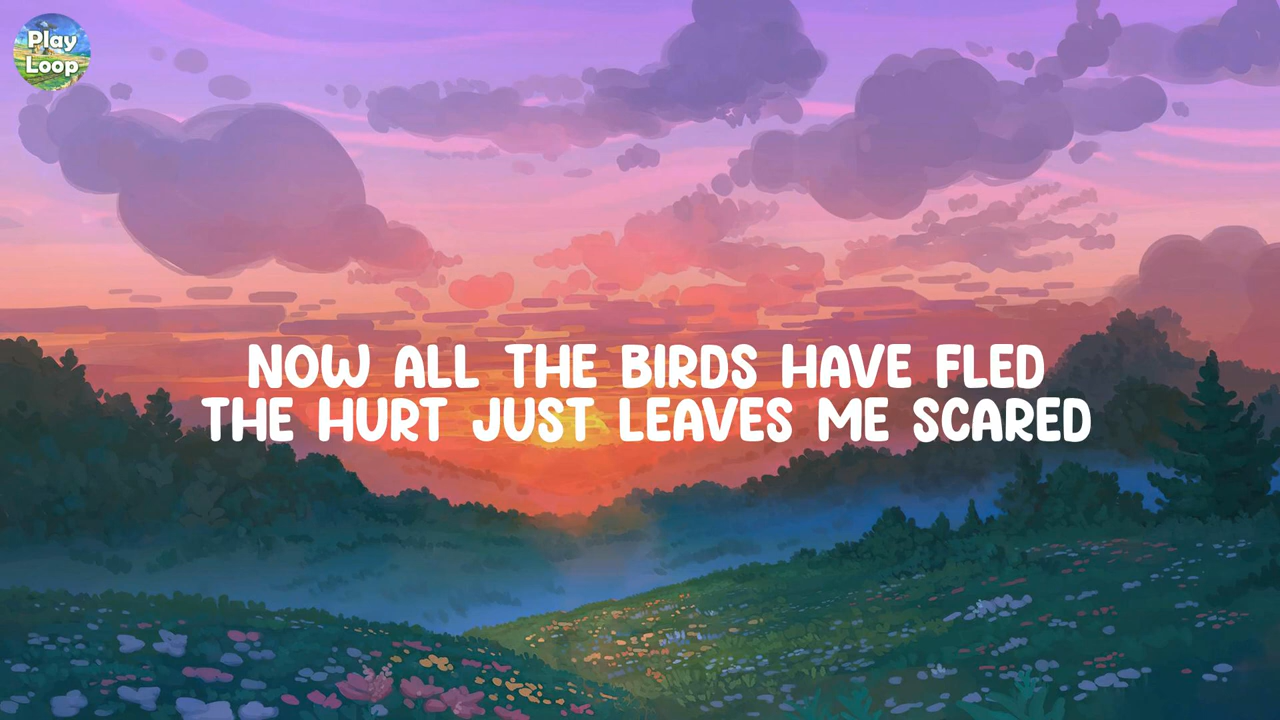 Play
Loop
NOW ALL THE BIRDS HAVE FLED
THE HURT JUST LEAVES ME SCARED